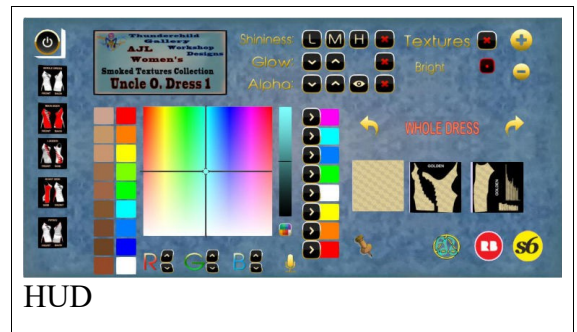 Thunderchild
Gallery
AJL Workshop
Designs
Women's
Smoked Textures Collection
Uncle O. Dress 1
Shininess: L M H
Glow:
Alpha:
Textures
Bright
WHOLE DRESS
GOLDEN
GOLDEN
R G B
RB
s6
HUD